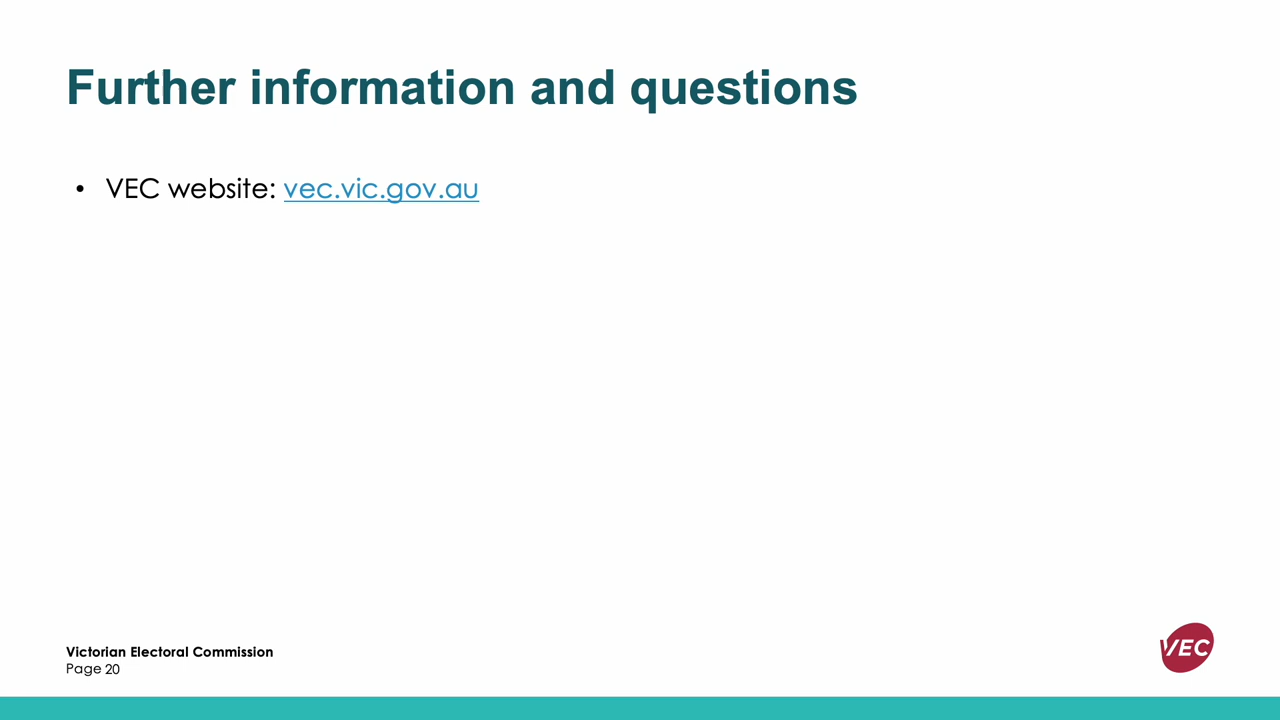 Further information and questions
• VEC website: vec.vic.gov.au
Victorian Electoral Commission
Page 20
VEC